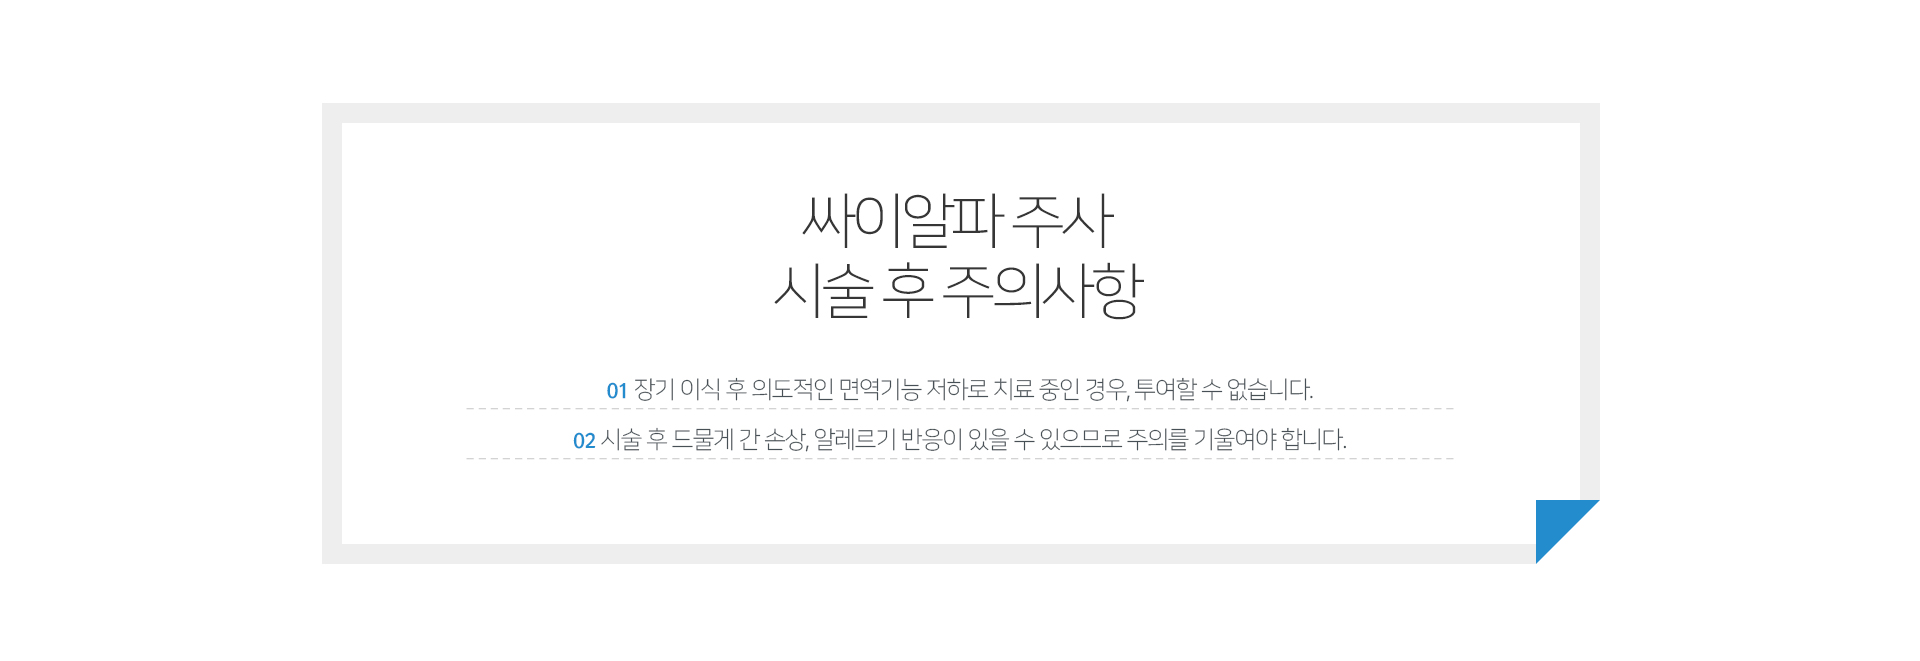 싸이알파 주사
시술 후 주의사항
01 장기 이식 후 의도적인 면역기능 저하로 치료 중인 경우, 투여할 수 없습니다.
02 시술 후 드물게 간 손상, 알레르기 반응이 있을 수 있으므로 주의를 기울여야 합니다.